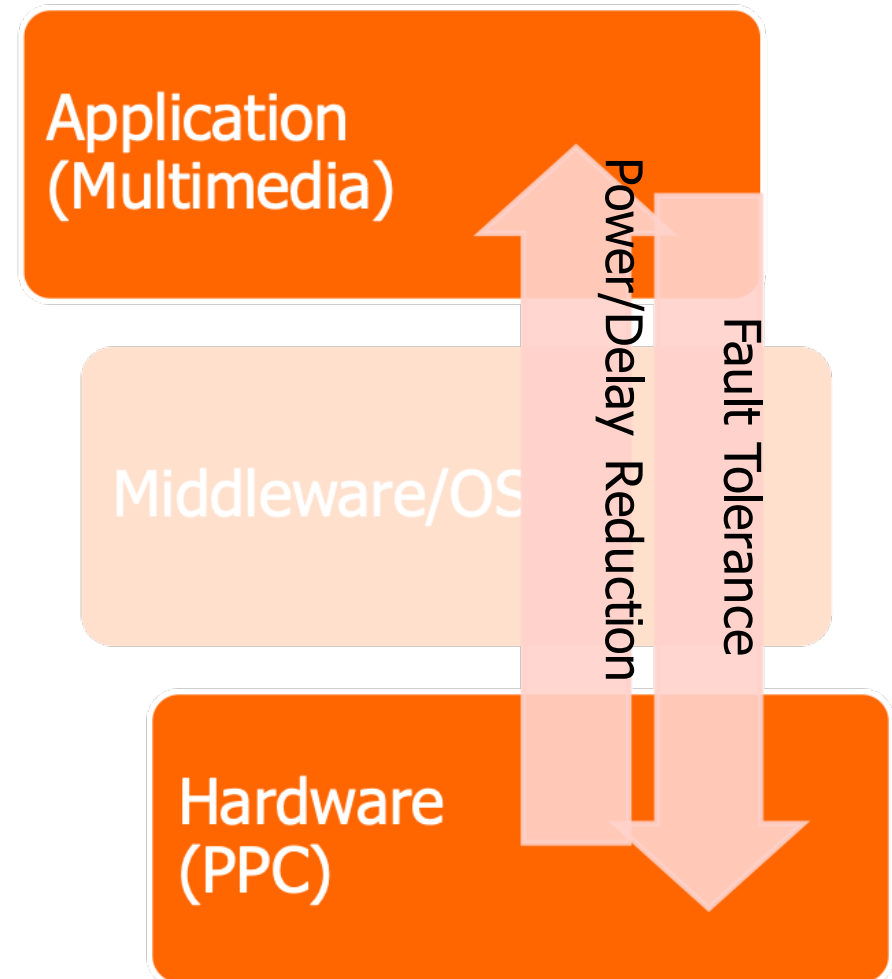 Application
(Multimedia)
Power/Delay Reduction
Fault Tolerance
Middleware/OS
Hardware
(PPC)